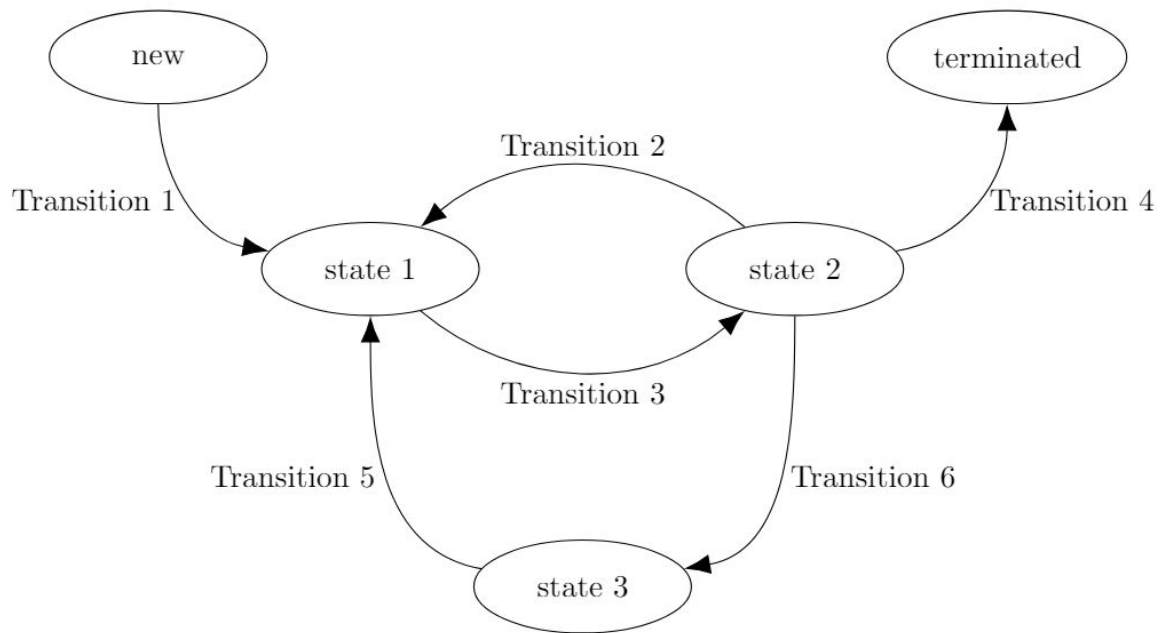 new
terminated
Transition 2
Transition 1
Transition 4
state 1
state 2
Transition 3
Transition 5
Transition 6
state 3